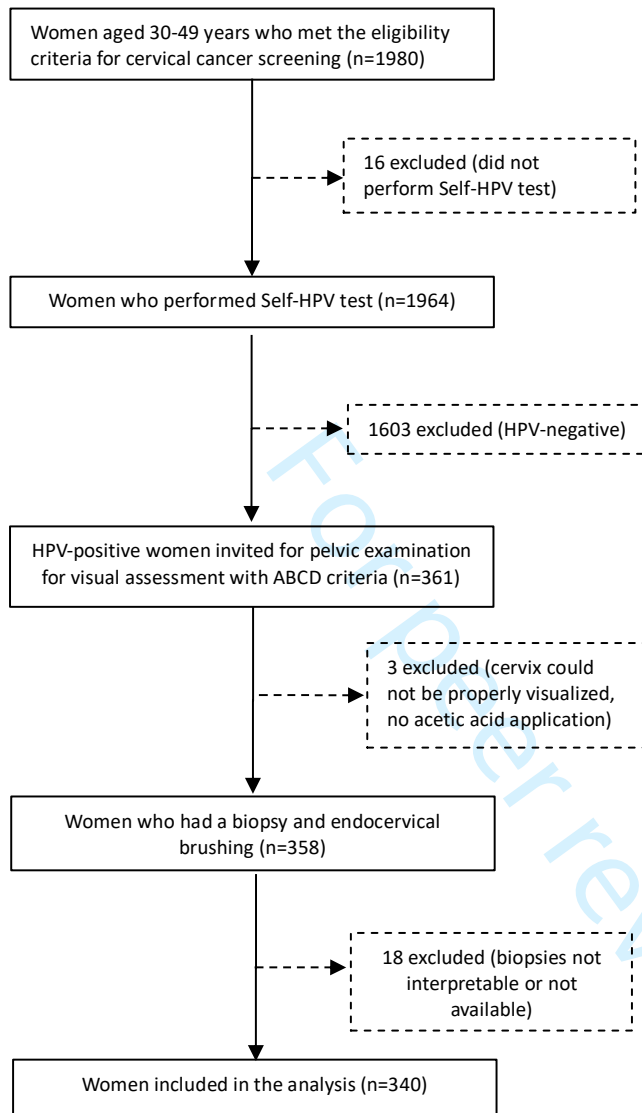 Women aged 30-49 years who met the eligibility
criteria for cervical cancer screening (n=1980)
16 excluded (did not
perform Self-HPV test)
Women who performed Self-HPV test (n=1964)
1603 excluded (HPV-negative)
HPV-positive women invited for pelvic examination
for visual assessment with ABCD criteria (n=361)
3 excluded (cervix could
not be properly visualized,
no acetic acid application)
Women who had a biopsy and endocervical
brushing (n=358)
18 excluded (biopsies not
interpretable or not
available)
Women included in the analysis (n=340)
For peer rev